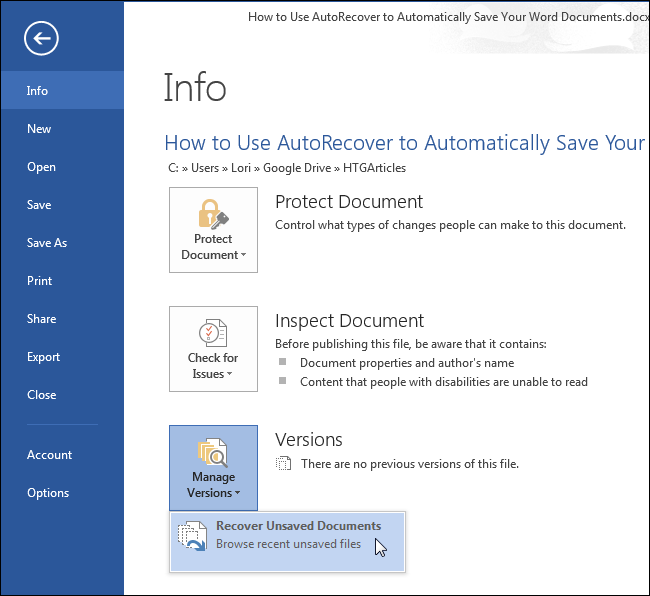 How to Use AutoRecover to Automatically Save Your Word Documents.docx
Info
New
Open
Save
Save As
Print
Share
Export
Close
Account
Options
Info
How to Use AutoRecover to Automatically Save Your
C: » Users » Lori » Google Drive » HTGArticles
Protect
Document
Protect Document
Control what types of changes people can make to this document.
Check for
Issues
Inspect Document
Before publishing this file, be aware that it contains:
Document properties and author's name
Content that people with disabilities are unable to read
Manage
Versions
Versions
There are no previous versions of this file.
Recover Unsaved Documents
Browse recent unsaved files